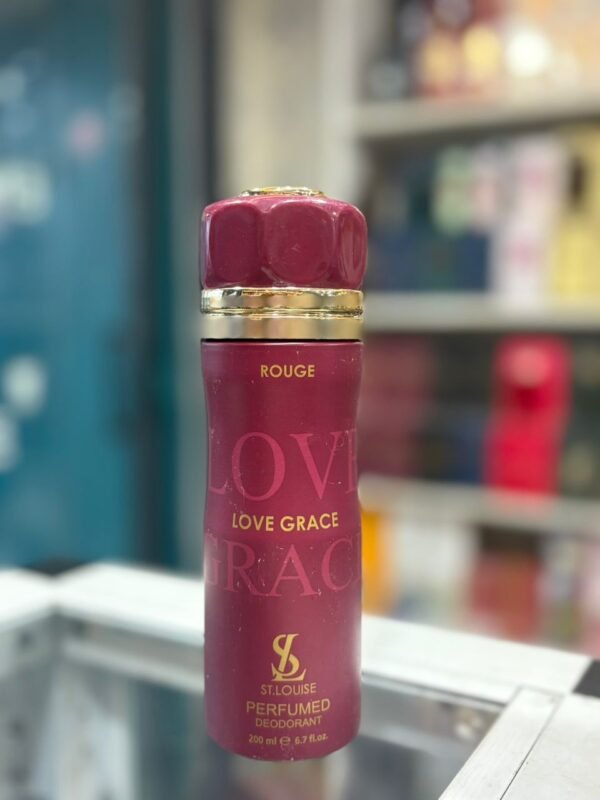 ROUGE
LOVE
LOVE GRACE
GRACE
SL
ST.LOUISE
PERFUMED
DEODORANT
200 ml e 6.7 fl.oz.